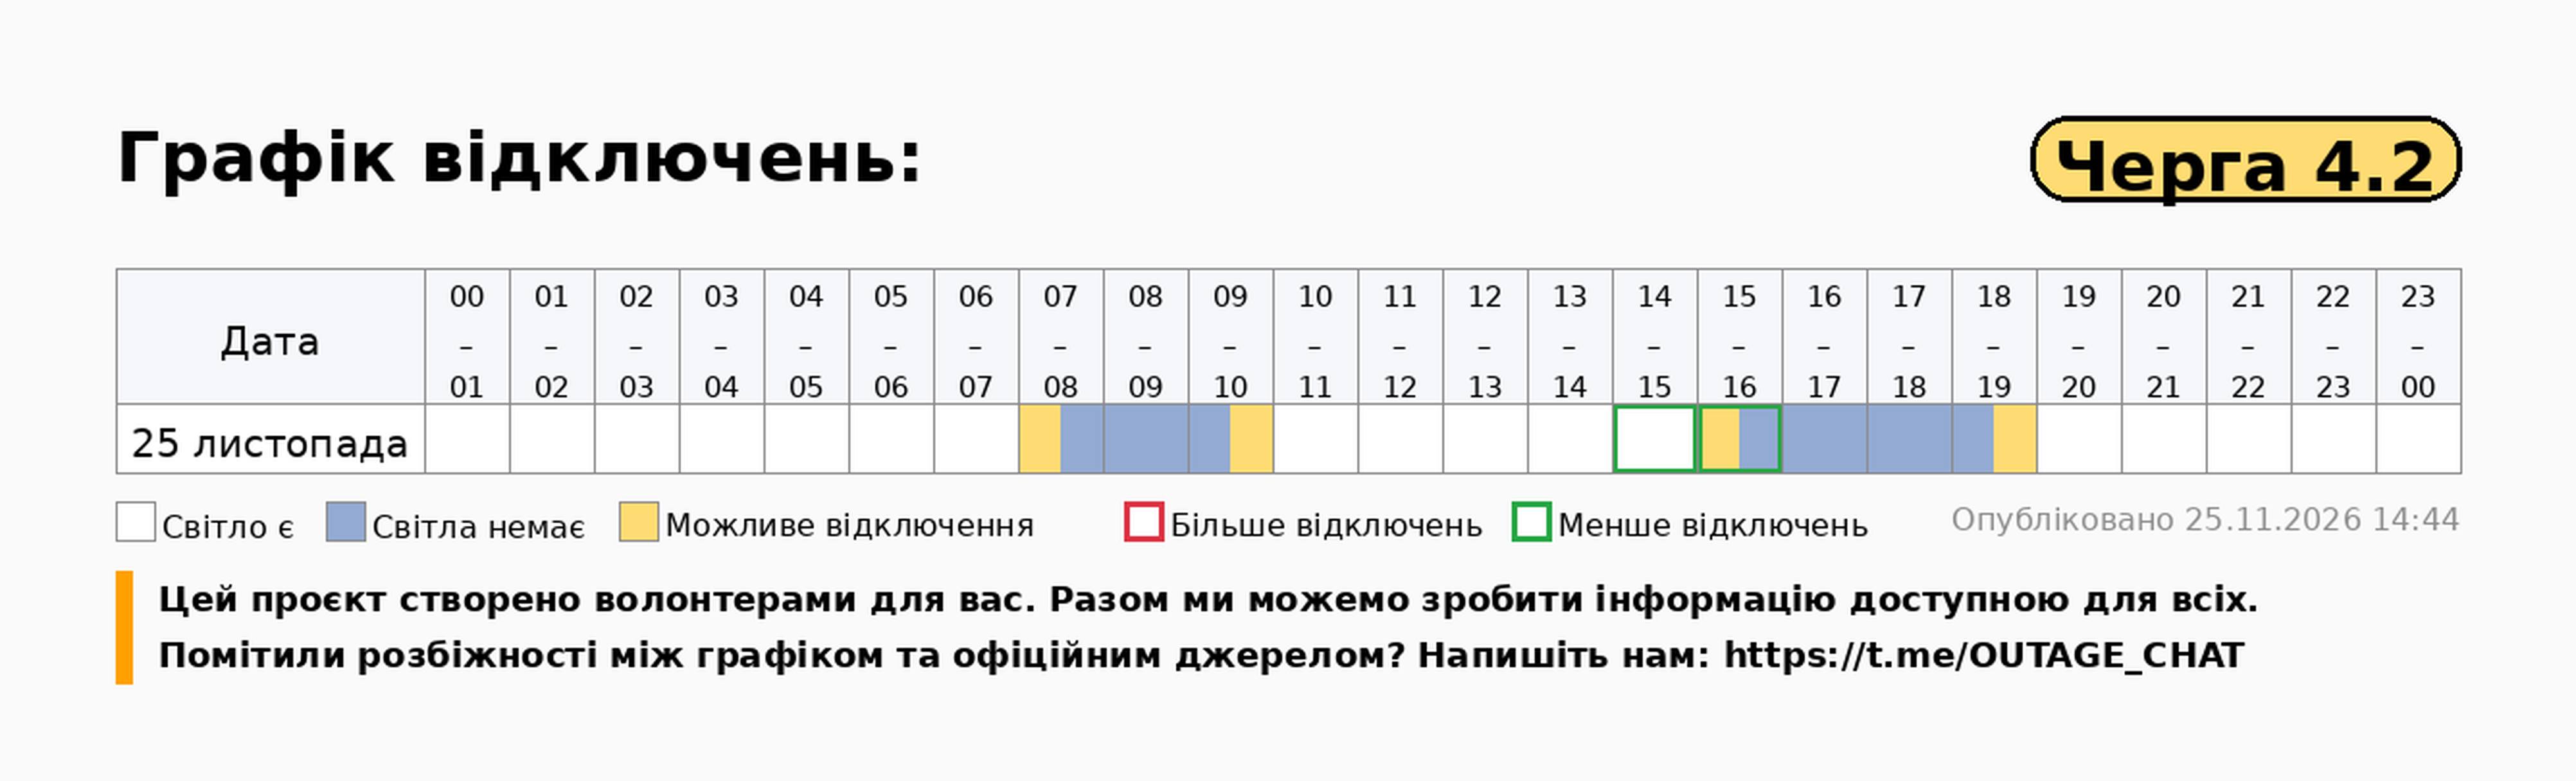 Графік відключень:
Черга 4.2
Дата 00 – 01 01 – 02 02 – 03 03 – 04 04 – 05 05 – 06 06 – 07 07 – 08 08 – 09 09 – 10 10 – 11 11 – 12 12 – 13 13 – 14 14 – 15 15 – 16 16 – 17 17 – 18 18 – 19 19 – 20 20 – 21 21 – 22 22 – 23 23 – 00
25 листопада
Світло є Світла немає Можливе відключення Більше відключень Менше відключень Опубліковано 25.11.2026 14:44
Цей проєкт створено волонтерами для вас. Разом ми можемо зробити інформацію доступною для всіх.
Помітили розбіжності між графіком та офіційним джерелом? Напишіть нам: https://t.me/OUTAGE_CHAT